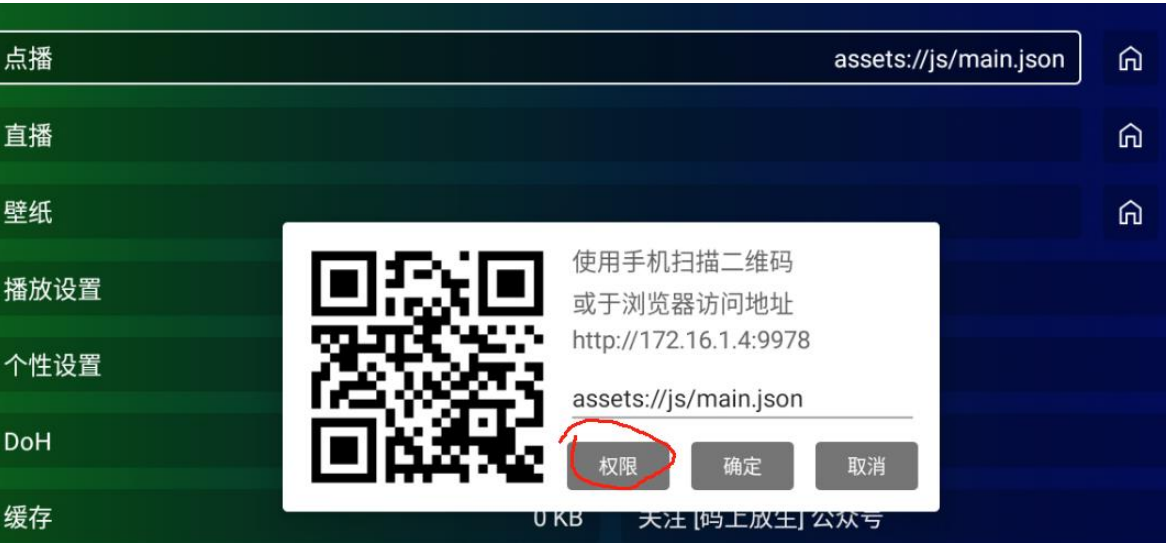 点播
assets://js/main.json
直播
壁纸
播放设置
个性设置
DoH
缓存
0 KB
使用手机扫描二维码
或于浏览器访问地址
http://172.16.1.4:9978
assets://js/main.json
权限
确定
取消
关注 [码上放生] 公众号